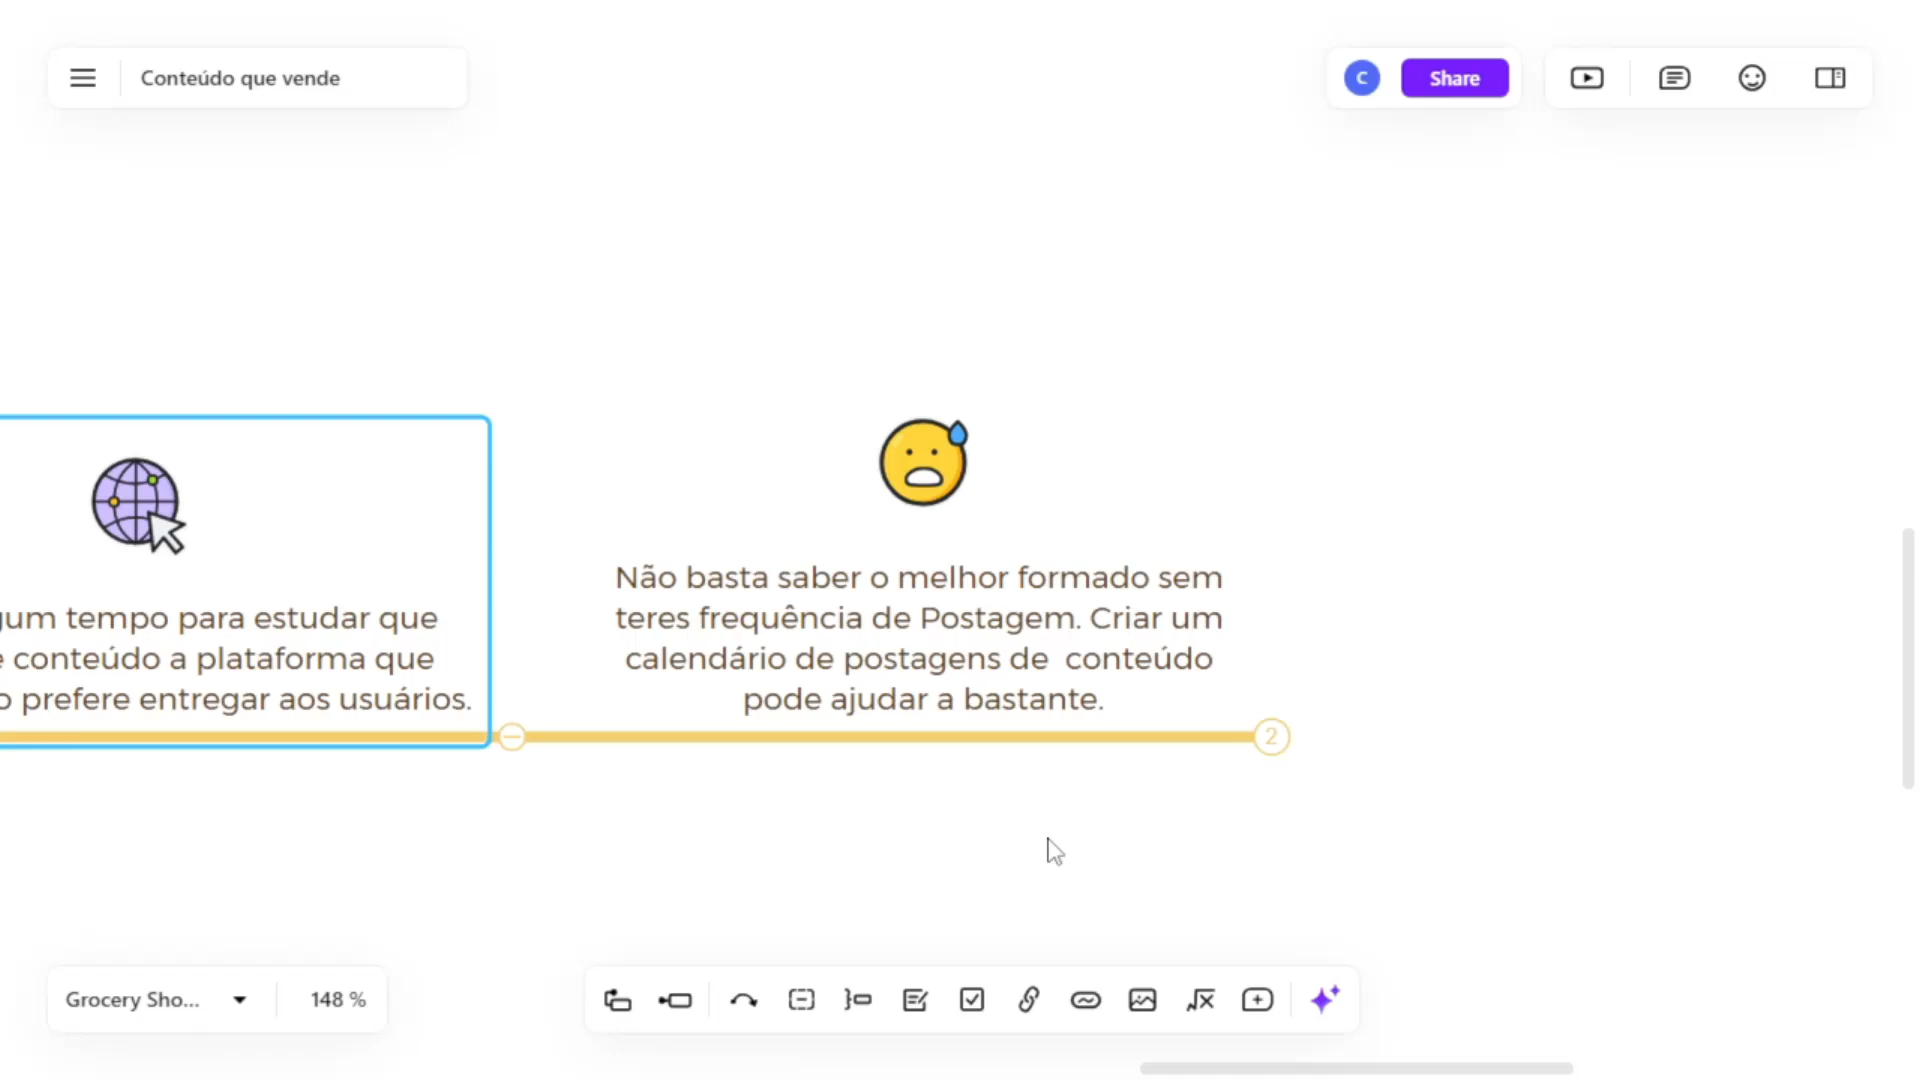 Conteúdo que vende
C
Share
tempo para estudar que
conteúdo a plataforma que
prefere entregar aos usuários.
Não basta saber o melhor formado sem
teres frequência de Postagem. Criar um
calendário de postagens de conteúdo
pode ajudar a bastante.
2
Grocery Sho...
148 %